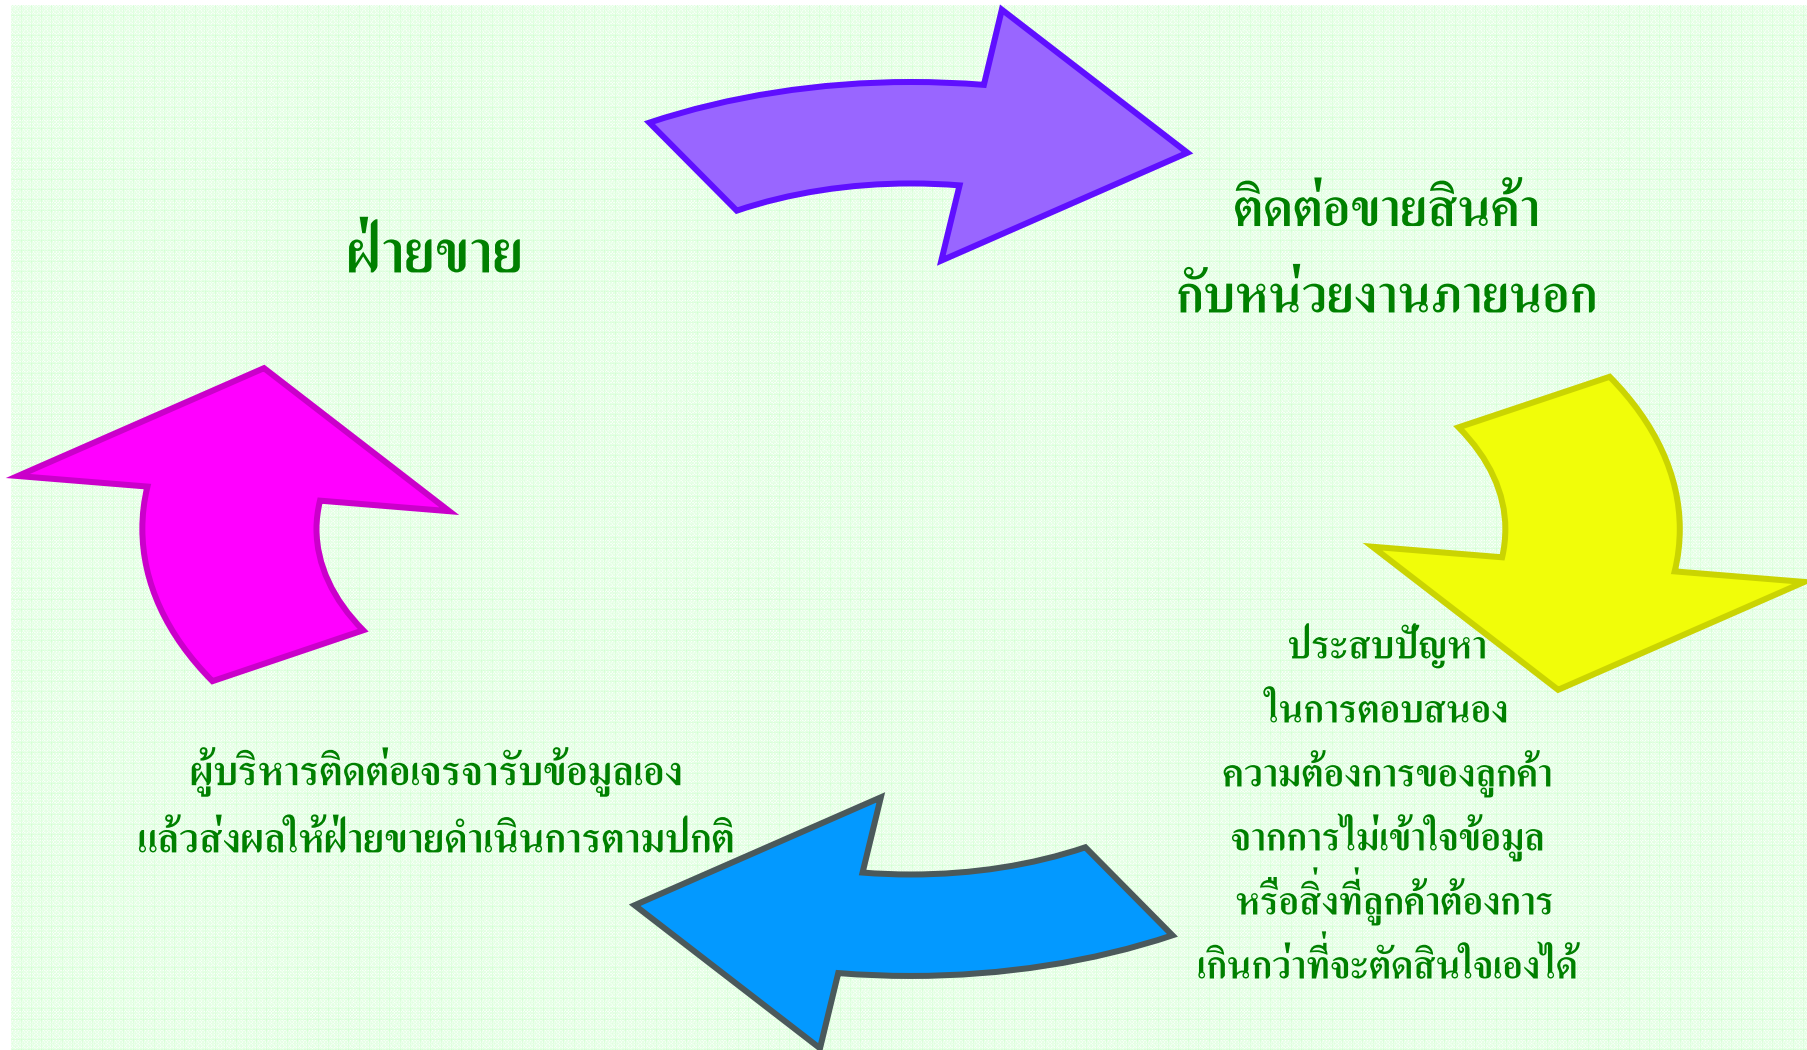 ฝ่ายขาย
ติดต่อขายสินค้า
กับหน่วยงานภายนอก
ประสบปัญหา
ในการตอบสนอง
ความต้องการของลูกค้า
จากการไม่เข้าใจข้อมูล
หรือสิ่งที่ลูกค้าต้องการ
เกินกว่าที่จะตัดสินใจเองได้
ผู้บริหารติดต่อเจรจารับข้อมูลเอง
แล้วส่งผลให้ฝ่ายขายดำเนินการตามปกติ